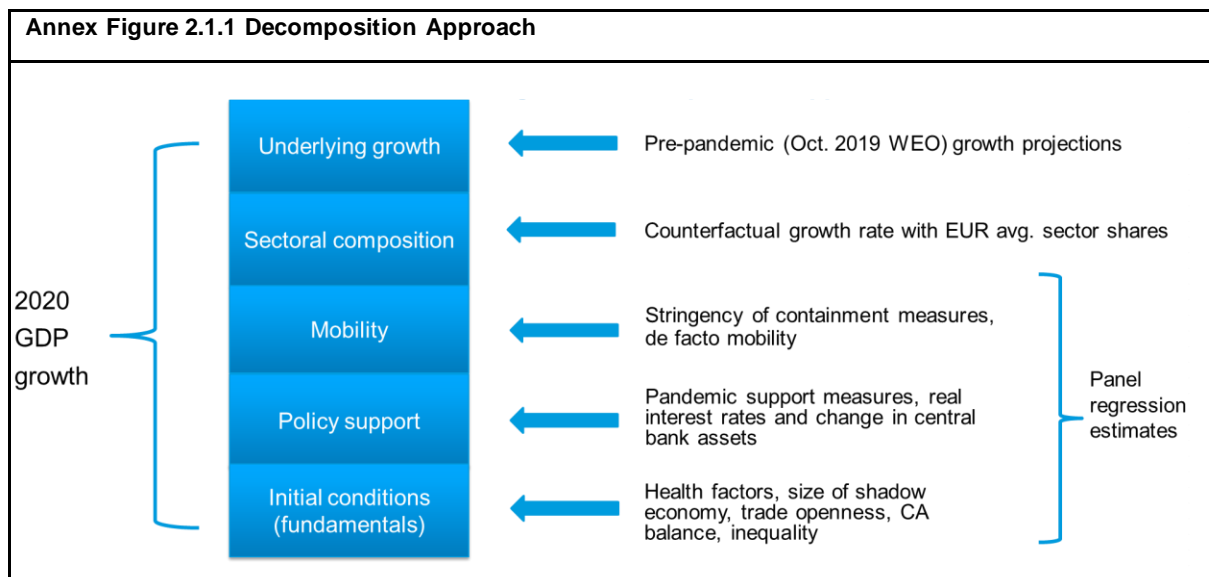 Annex Figure 2.1.1 Decomposition Approach
2020
GDP
growth
Underlying growth
Pre-pandemic (Oct. 2019 WEO) growth projections
Sectoral composition
Counterfactual growth rate with EUR avg. sector shares
Mobility
Stringency of containment measures,
de facto mobility
Policy support
Pandemic support measures, real
interest rates and change in central
bank assets
Initial conditions
(fundamentals)
Health factors, size of shadow
economy, trade openness, CA
balance, inequality
Panel
regression
estimates